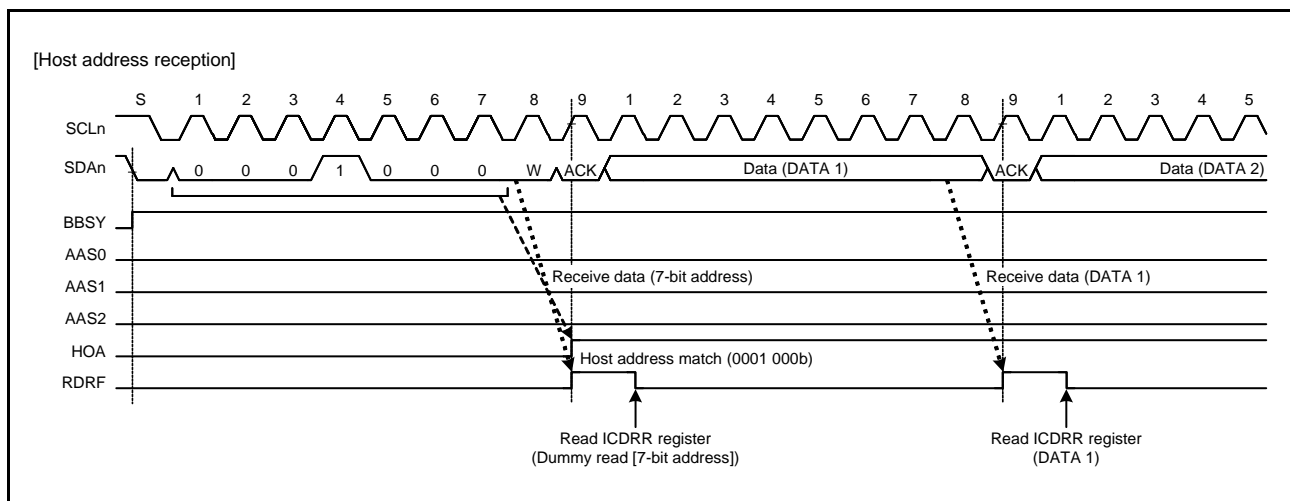 [Host address reception]
S 1 2 3 4 5 6 7 8 9 1 2 3 4 5 6 7 8 9 1 2 3 4 5
SCLn
SDAn 0 0 0 1 0 0 0 W ACK Data (DATA 1) ACK Data (DATA 2)
BBSY
AAS0
Receive data (7-bit address) Receive data (DATA 1)
AAS1
AAS2
HOA
Host address match (0001 000b)
RDRF
Read ICDRR register
(Dummy read [7-bit address])
Read ICDRR register
(DATA 1)